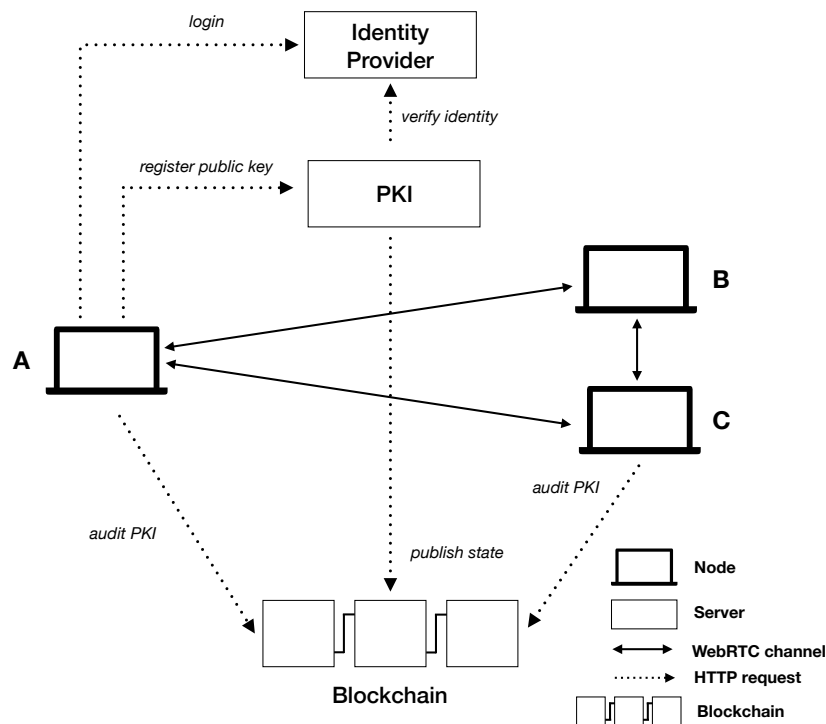 login
Identity
Provider
verify identity
register public key
PKI
B
A
C
audit PKI
audit PKI
publish state
Node
Server
WebRTC channel
HTTP request
Blockchain
Blockchain